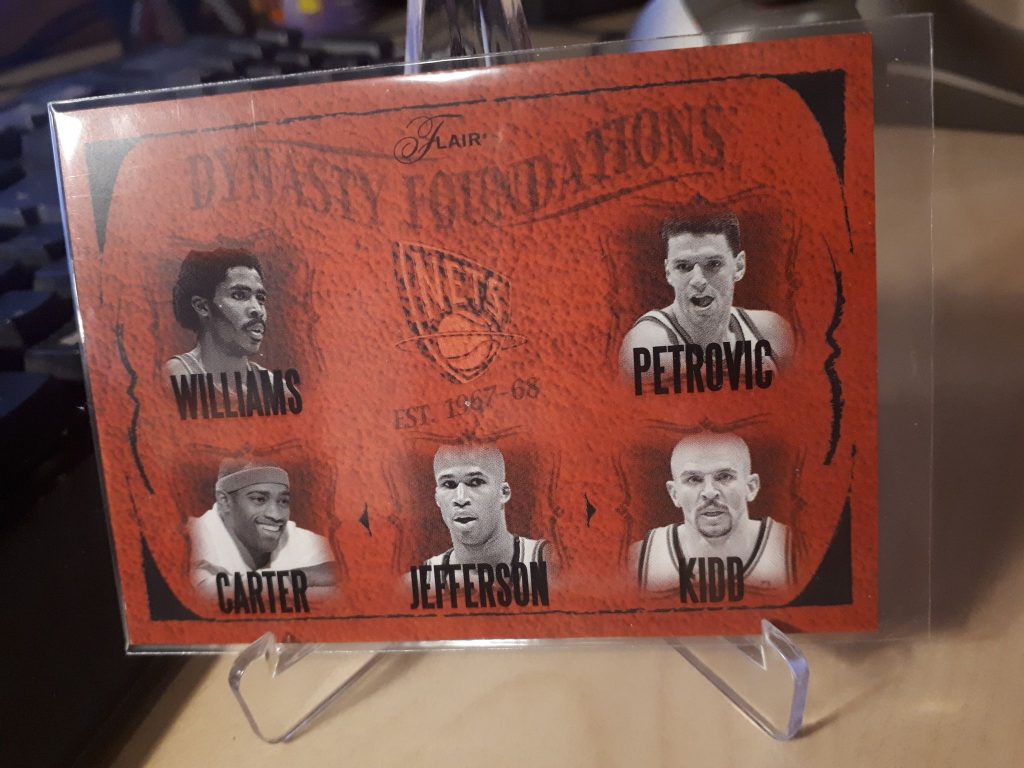 FLAIR
DYNASTY FOUNDATIONS
NETS
EST. 1967-68
WILLIAMS
PETROVIC
CARTER
JEFFERSON
KIDD